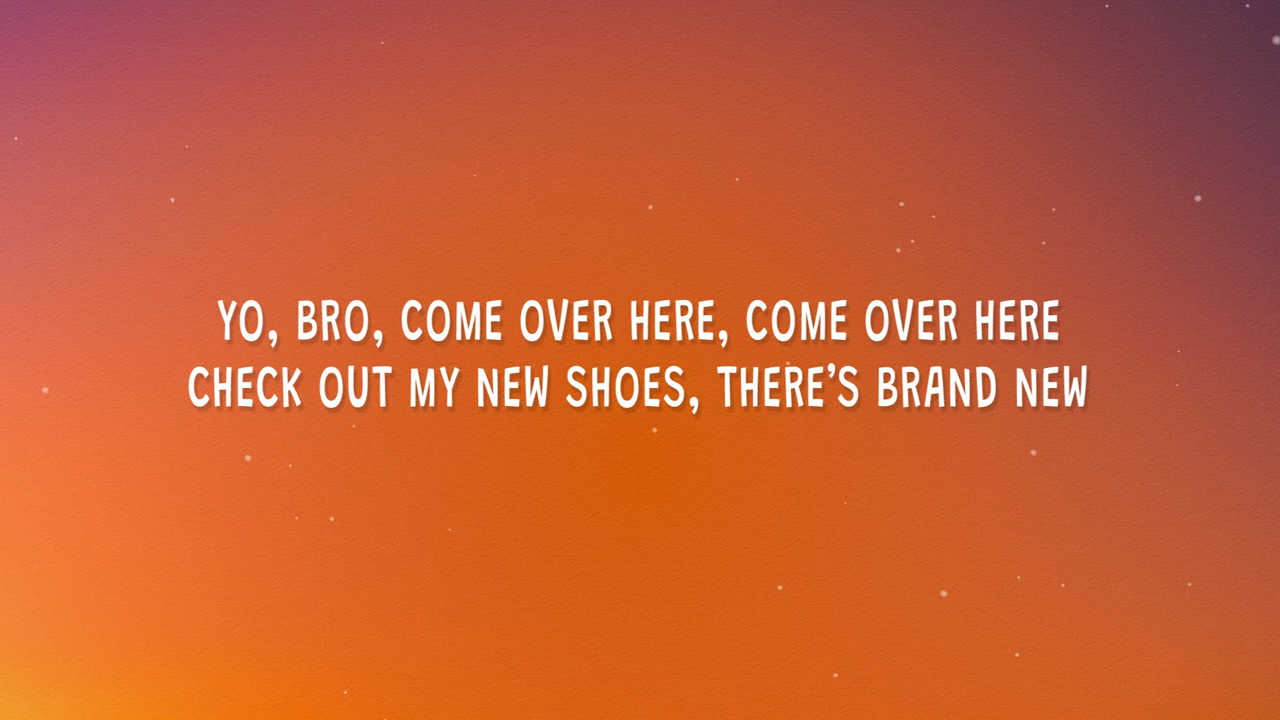 YO, BRO, COME OVER HERE, COME OVER HERE
CHECK OUT MY NEW SHOES, THERE’S BRAND NEW